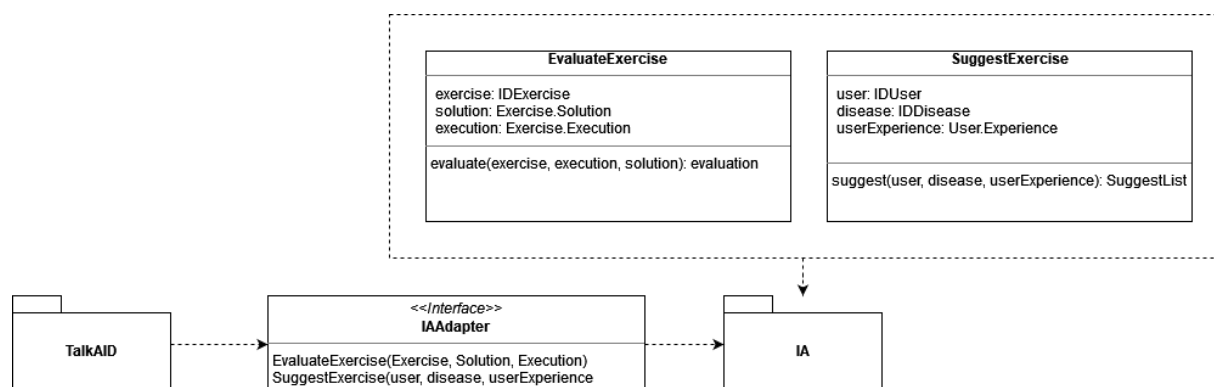 EvaluateExercise
exercise: IDExercise
solution: Exercise.Solution
execution: Exercise.Execution
evaluate(exercise, execution, solution): evaluation
SuggestExercise
user: IDUser
disease: IDDisease
userExperience: User.Experience
suggest(user, disease, userExperience): SuggestList
TalkAID
<<Interface>>
IAAdapter
EvaluateExercise(Exercise, Solution, Execution)
SuggestExercise(user, disease, userExperience
IA